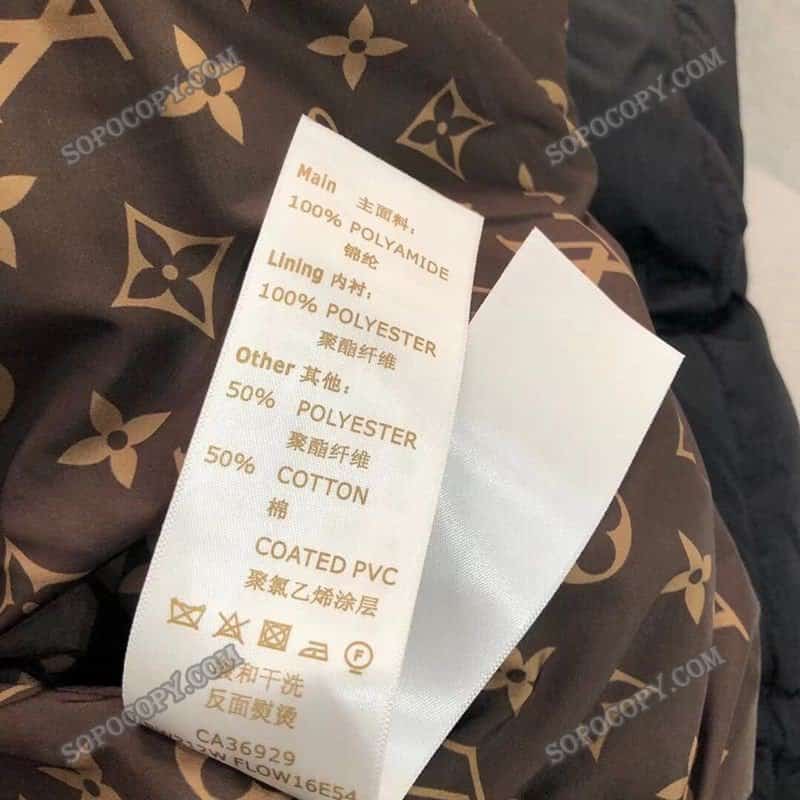 SOPOCOPY.COM
SOPOCOPY.COM
Main 主面料:
100% POLYAMIDE
锦纶
Lining 内衬:
100% POLYESTER
聚酯纤维
Other 其他:
50% POLYESTER
聚酯纤维
50% COTTON
棉
COATED PVC
聚氯乙烯涂层
F
和干洗
反面熨烫
CA36929
FLOW16E54
SOPOCOPY.COM
SOPOCOPY.COM